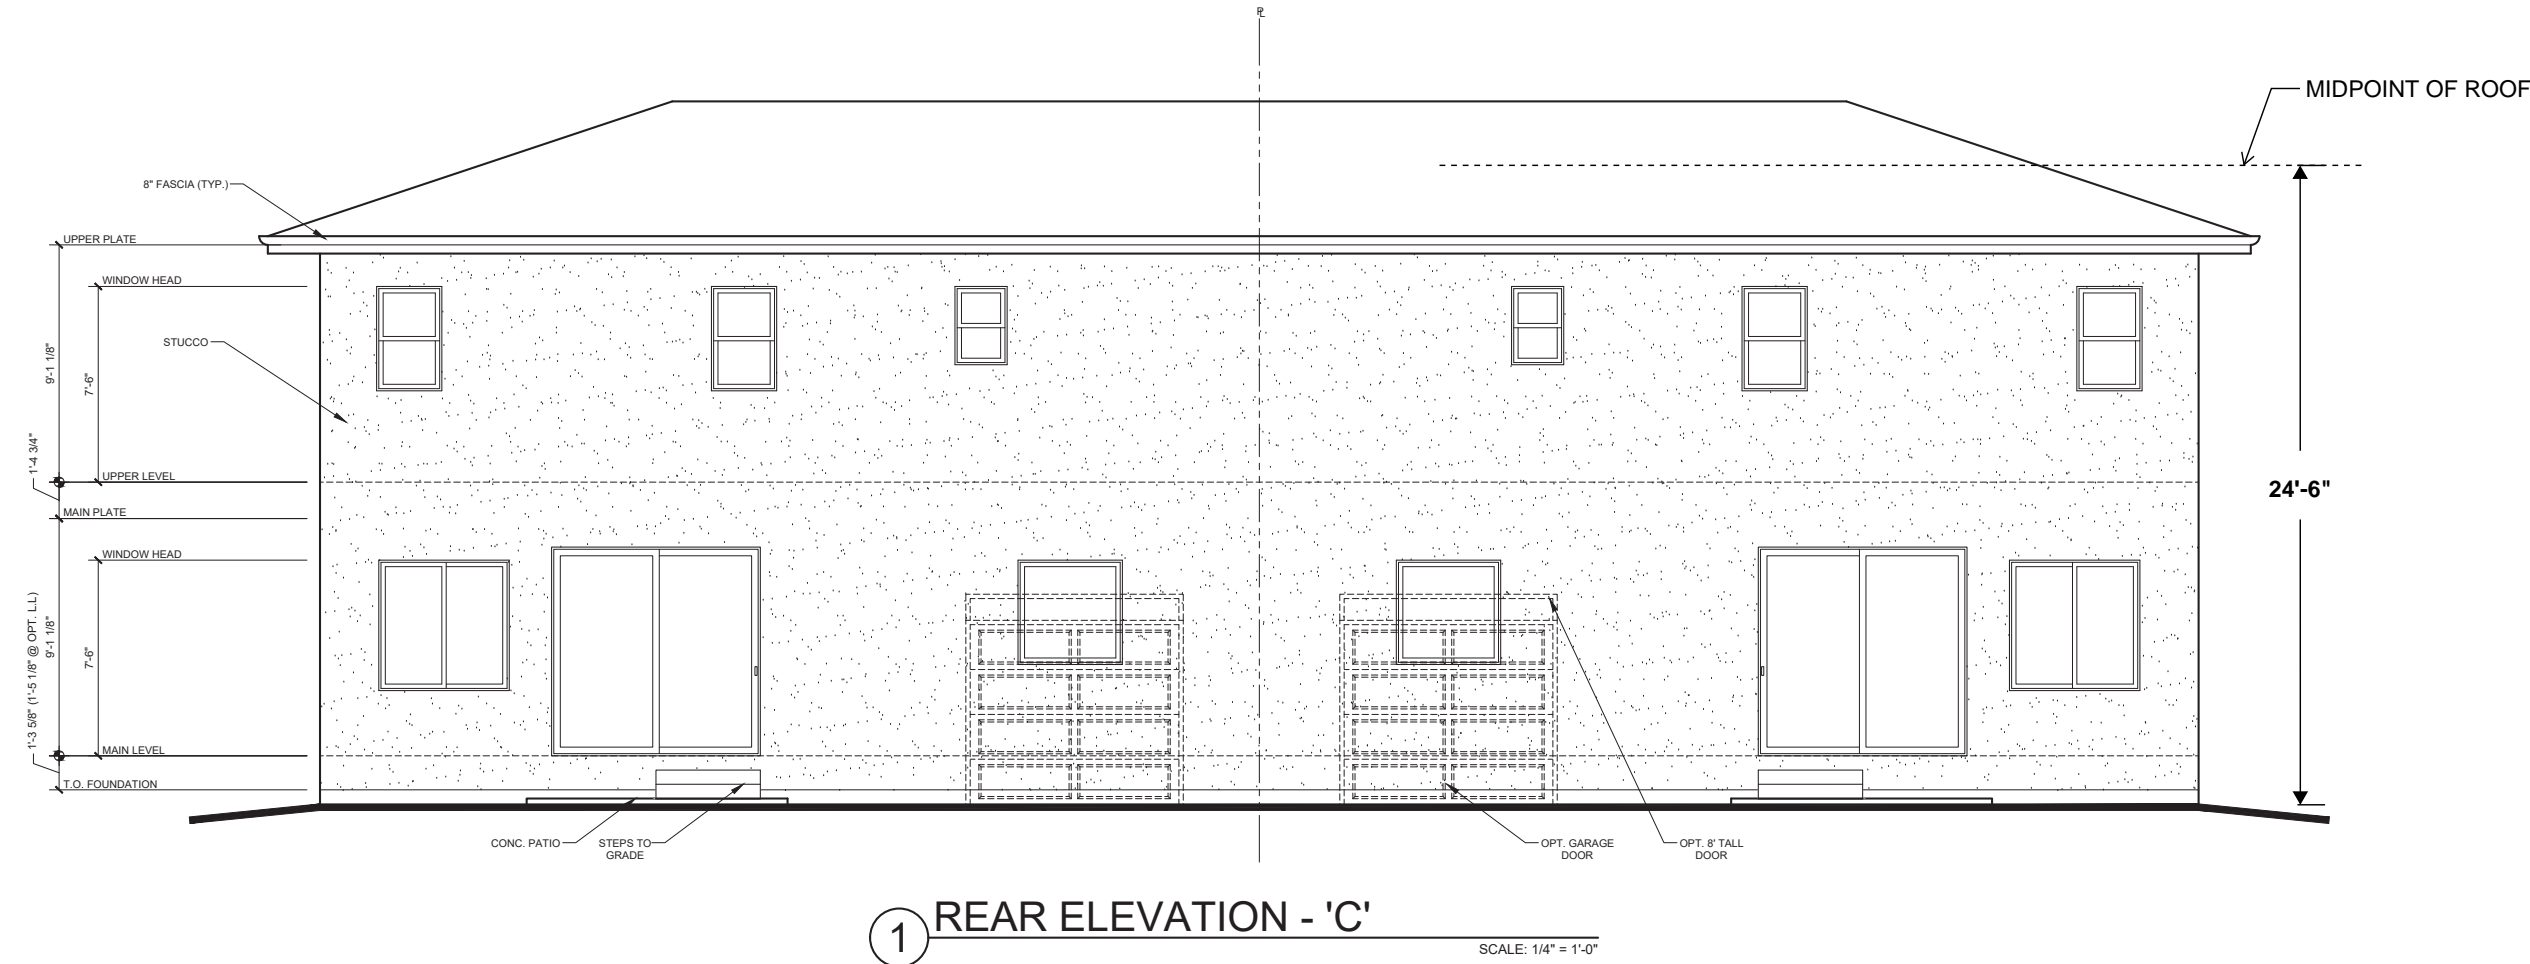 PL
MIDPOINT OF ROOF
8" FASCIA (TYP.)
UPPER PLATE
WINDOW HEAD
STUCCO
9'-1 1/8"
7'-6"
1'-4 3/4"
UPPER LEVEL
24'-6"
MAIN PLATE
WINDOW HEAD
1'-3 5/8" (1'-5 1/8" @ OPT. L.L)
9'-1 1/8"
7'-6"
MAIN LEVEL
T.O. FOUNDATION
CONC. PATIO
STEPS TO
GRADE
OPT. GARAGE
DOOR
OPT. 8' TALL
DOOR
1
REAR ELEVATION - 'C'
SCALE: 1/4" = 1'-0"